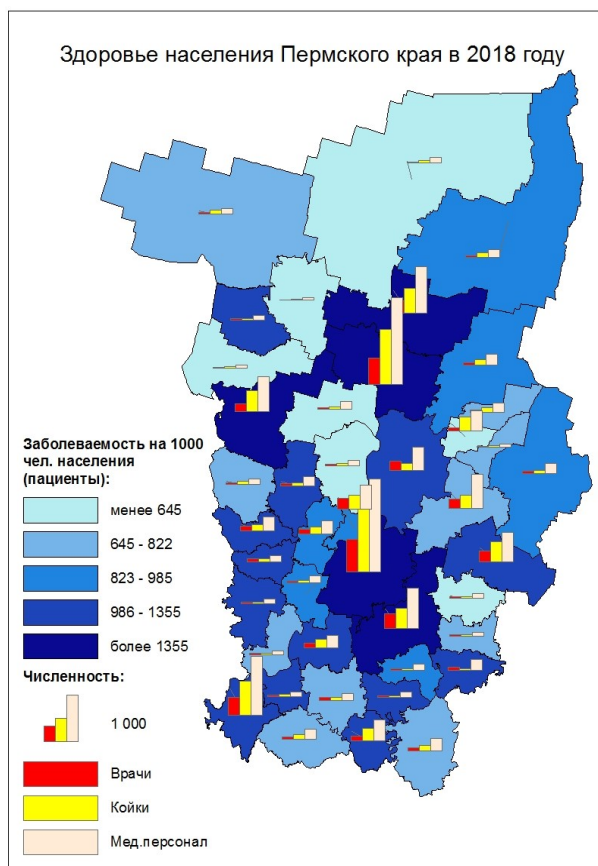 Здоровье населения Пермского края в 2018 году
Заболеваемость на 1000
чел. населения
(пациенты):
менее 645
645 - 822
823 - 985
986 - 1355
более 1355
Численность:
1 000
Врачи
Койки
Мед.персонал